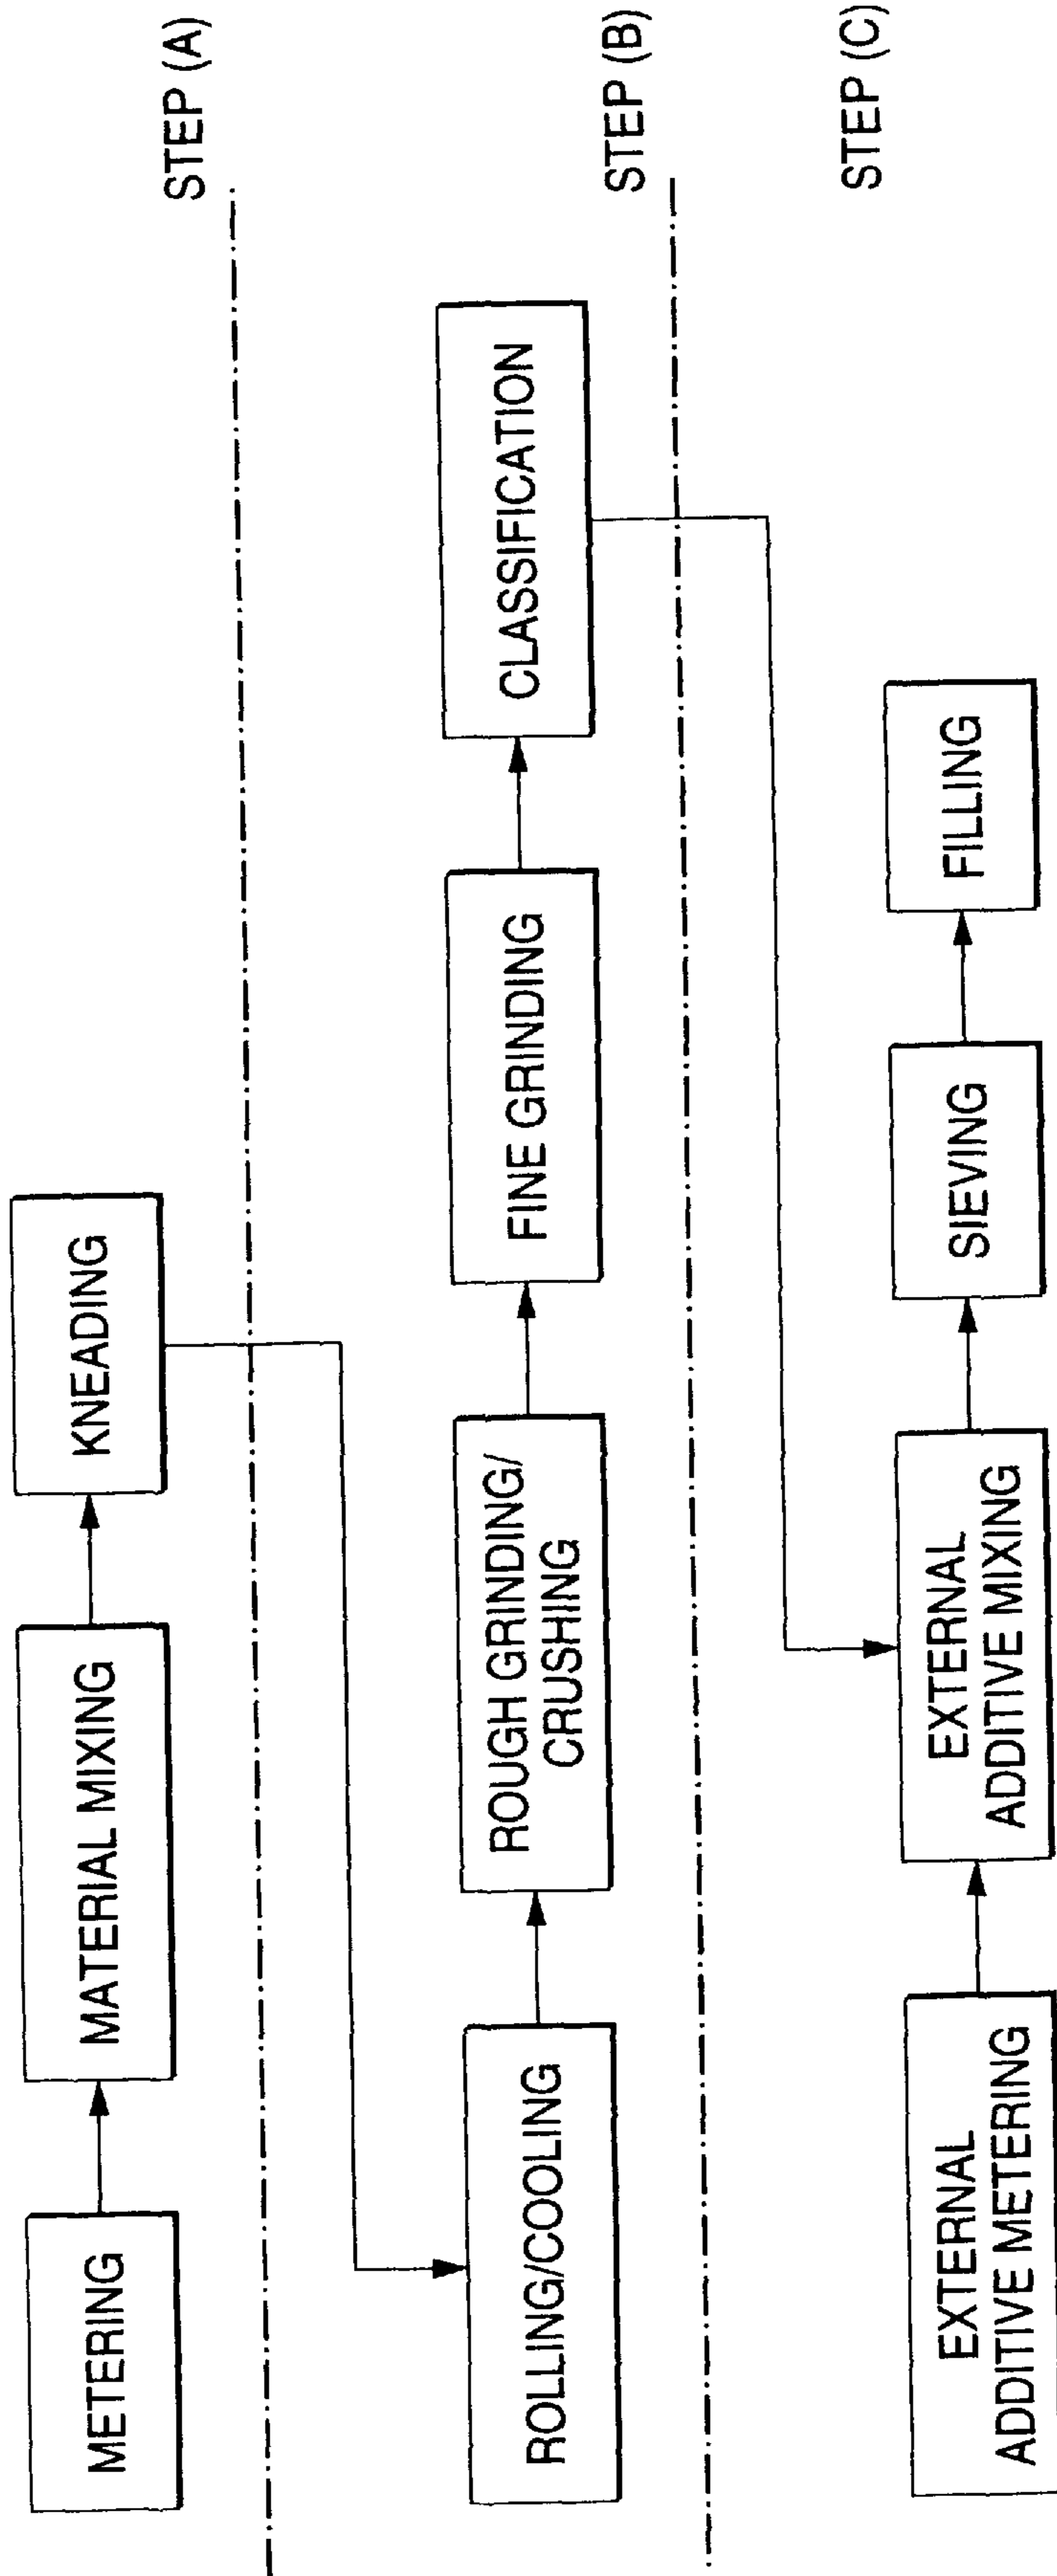 METERING
MATERIAL MIXING
KNEADING
STEP (A)
ROLLING/COOLING
ROUGH GRINDING/
CRUSHING
FINE GRINDING
CLASSIFICATION
STEP (B)
EXTERNAL
ADDITIVE METERING
EXTERNAL
ADDITIVE MIXING
SIEVING
FILLING
STEP (C)